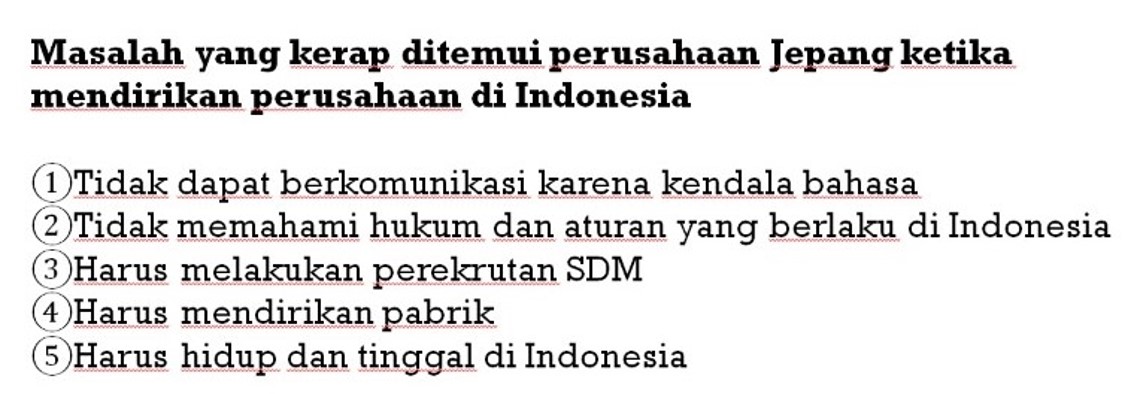 Masalah yang kerap ditemui perusahaan Jepang ketika
mendirikan perusahaan di Indonesia
①Tidak dapat berkomunikasi karena kendala bahasa
②Tidak memahami hukum dan aturan yang berlaku di Indonesia
③Harus melakukan perekrutan SDM
④Harus mendirikan pabrik
⑤Harus hidup dan tinggal di Indonesia